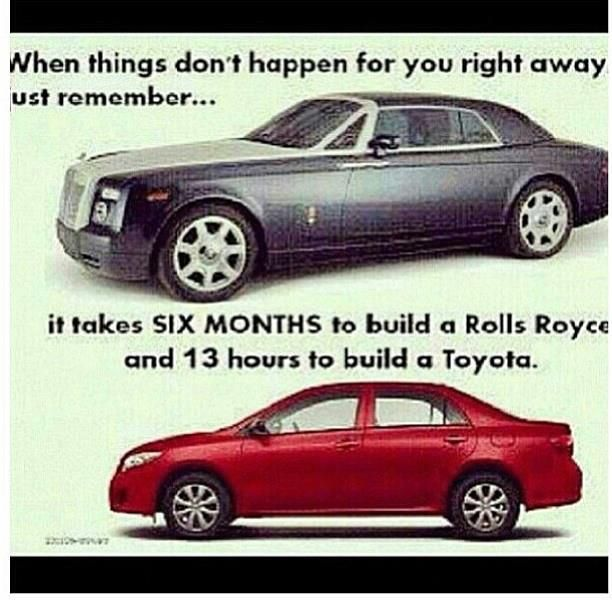 When things don't happen for you right away
ust remember...
it takes SIX MONTHS to build a Rolls Royce
and 13 hours to build a Toyota.